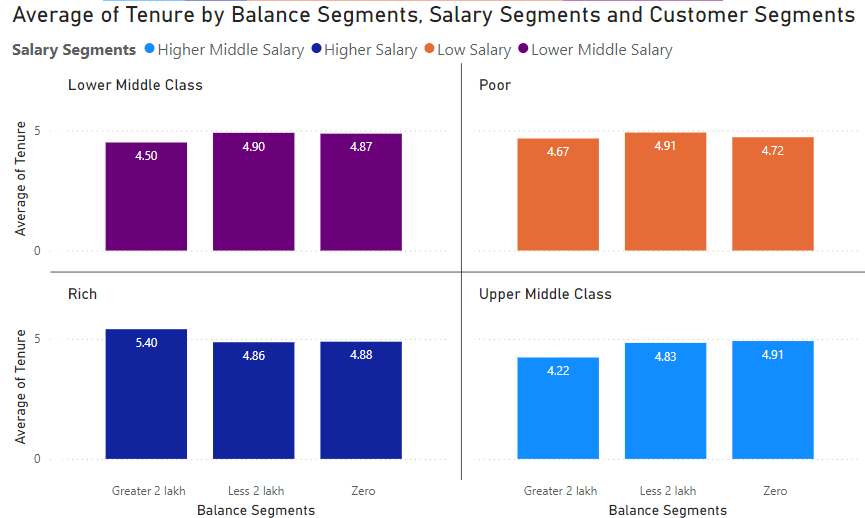 Average of Tenure by Balance Segments, Salary Segments and Customer Segments
Salary Segments Higher Middle Salary Higher Salary Low Salary Lower Middle Salary
Lower Middle Class
Average of Tenure
5
0
4.50
4.90
4.87
Poor
4.67
4.91
4.72
Rich
Average of Tenure
5
0
5.40
4.86
4.88
Greater 2 lakh
Less 2 lakh
Zero
Balance Segments
Upper Middle Class
4.22
4.83
4.91
Greater 2 lakh
Less 2 lakh
Zero
Balance Segments